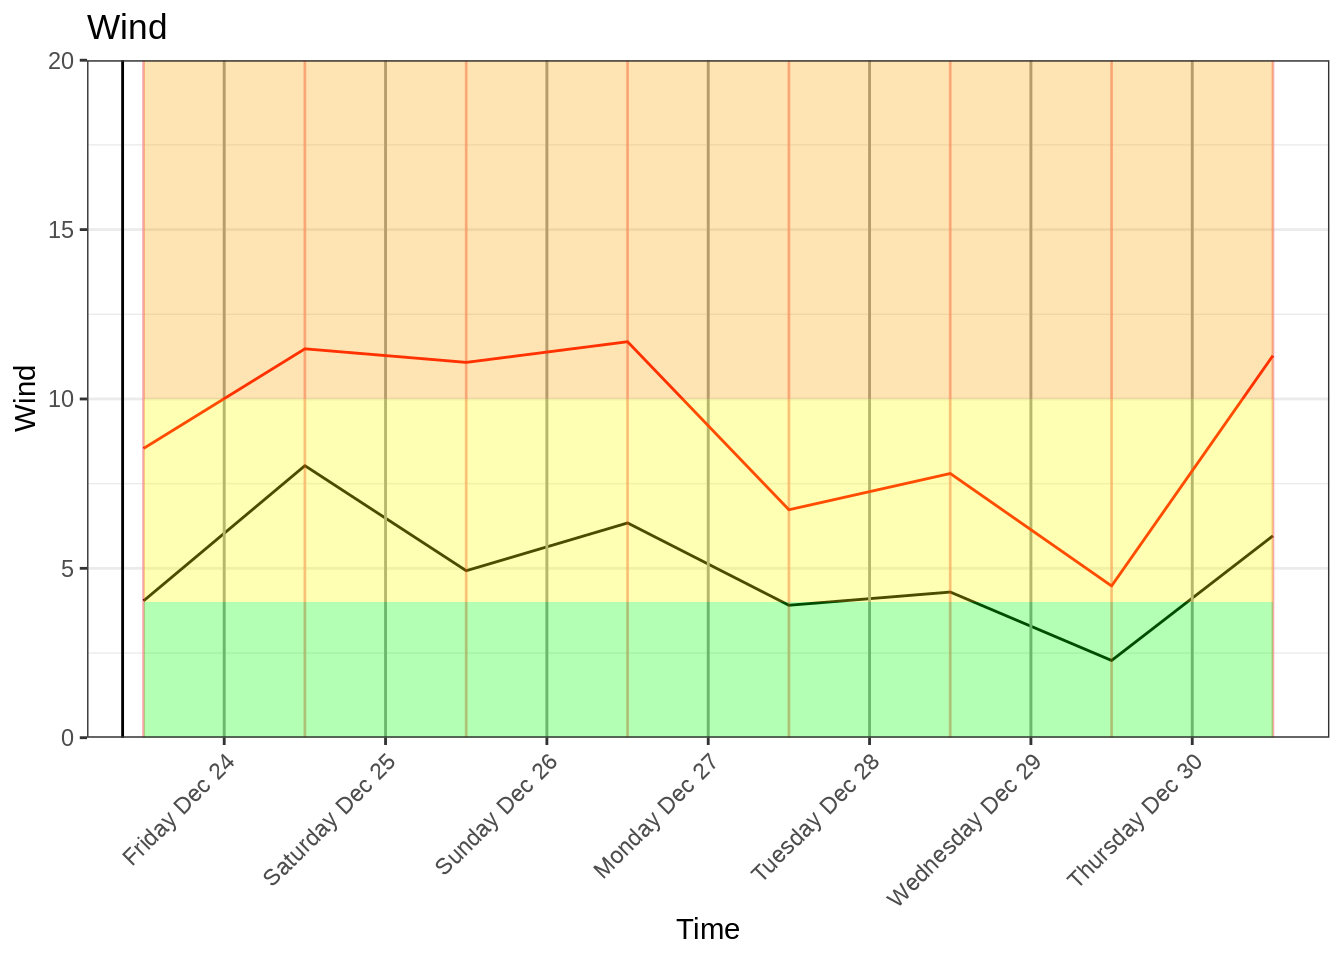 Wind
20
15
10
5
0
Wind
Friday Dec 24
Saturday Dec 25
Sunday Dec 26
Monday Dec 27
Tuesday Dec 28
Wednesday Dec 29
Thursday Dec 30
Time